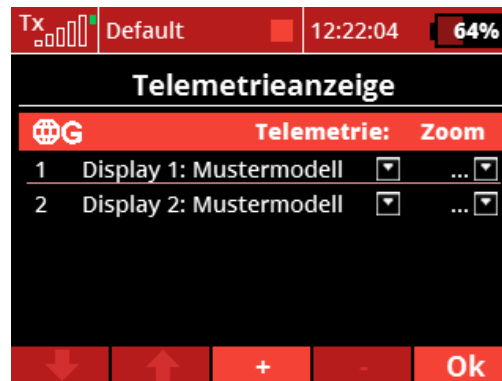 Tx Default 12:22:04 64%
Telemetrieanzeige
G Telemetrie: Zoom
1 Display 1: Mustermodell ...
2 Display 2: Mustermodell ...
+ - Ok